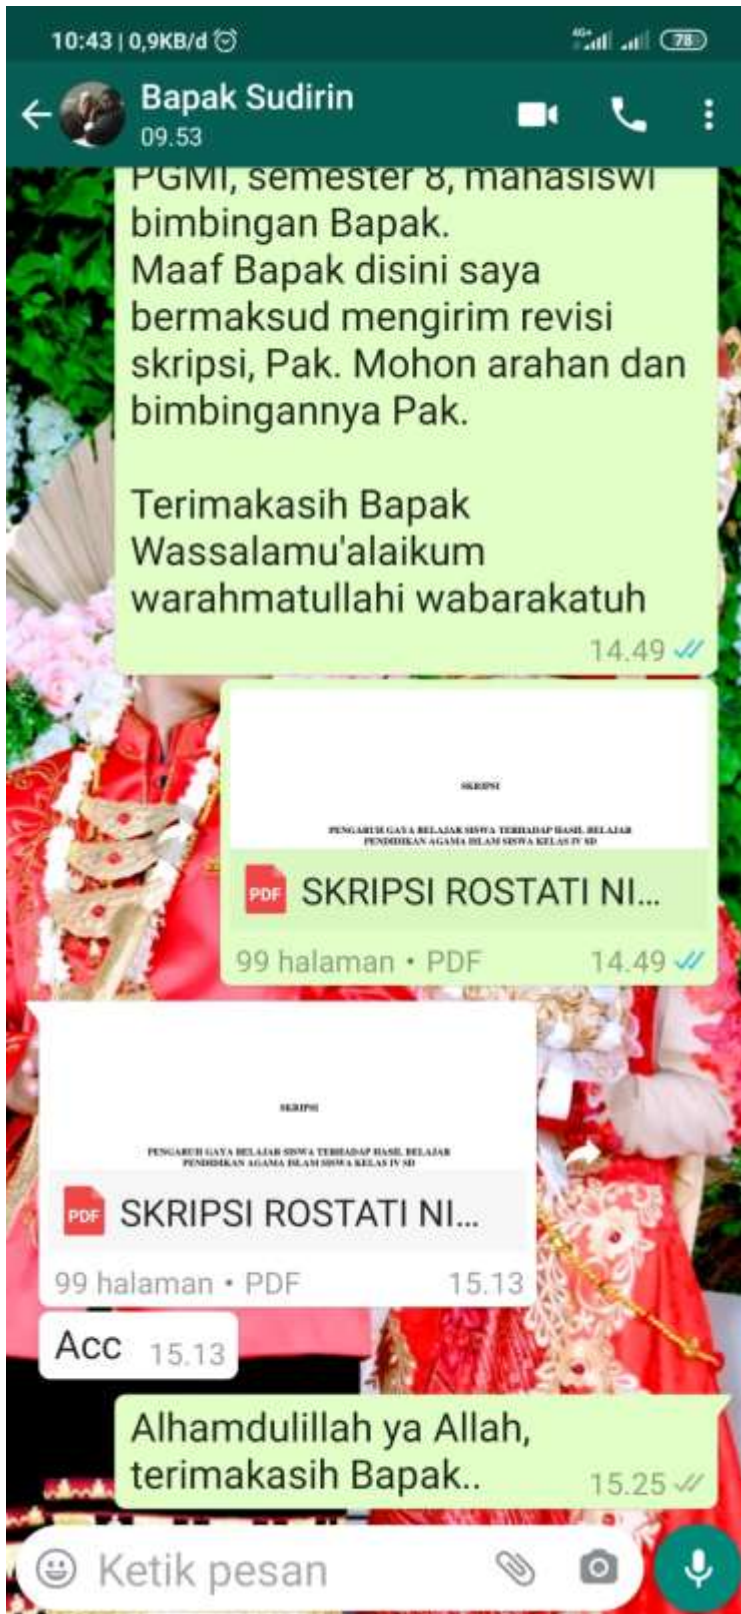 10:43 | 0,9KB/d
4G+
78
Bapak Sudirin
09.53
PGMI, semester 8, mahasiswi
bimbingan Bapak.
Maaf Bapak disini saya
bermaksud mengirim revisi
skripsi, Pak. Mohon arahan dan
bimbingannya Pak.
Terimakasih Bapak
Wassalamu'alaikum
warahmatullahi wabarakatuh
14.49
SKRIPSI
PENGARUH GAYA BELAJAR SISWA TERHADAP HASIL BELAJAR
PENDIDIKAN AGAMA ISLAM SISWA KELAS IV SD
PDF
SKRIPSI ROSTATI NI...
99 halaman • PDF
14.49
SKRIPSI
PENGARUH GAYA BELAJAR SISWA TERHADAP HASIL BELAJAR
PENDIDIKAN AGAMA ISLAM SISWA KELAS IV SD
PDF
SKRIPSI ROSTATI NI...
99 halaman • PDF
15.13
Acc
15.13
Alhamdulillah ya Allah,
terimakasih Bapak..
15.25
Ketik pesan